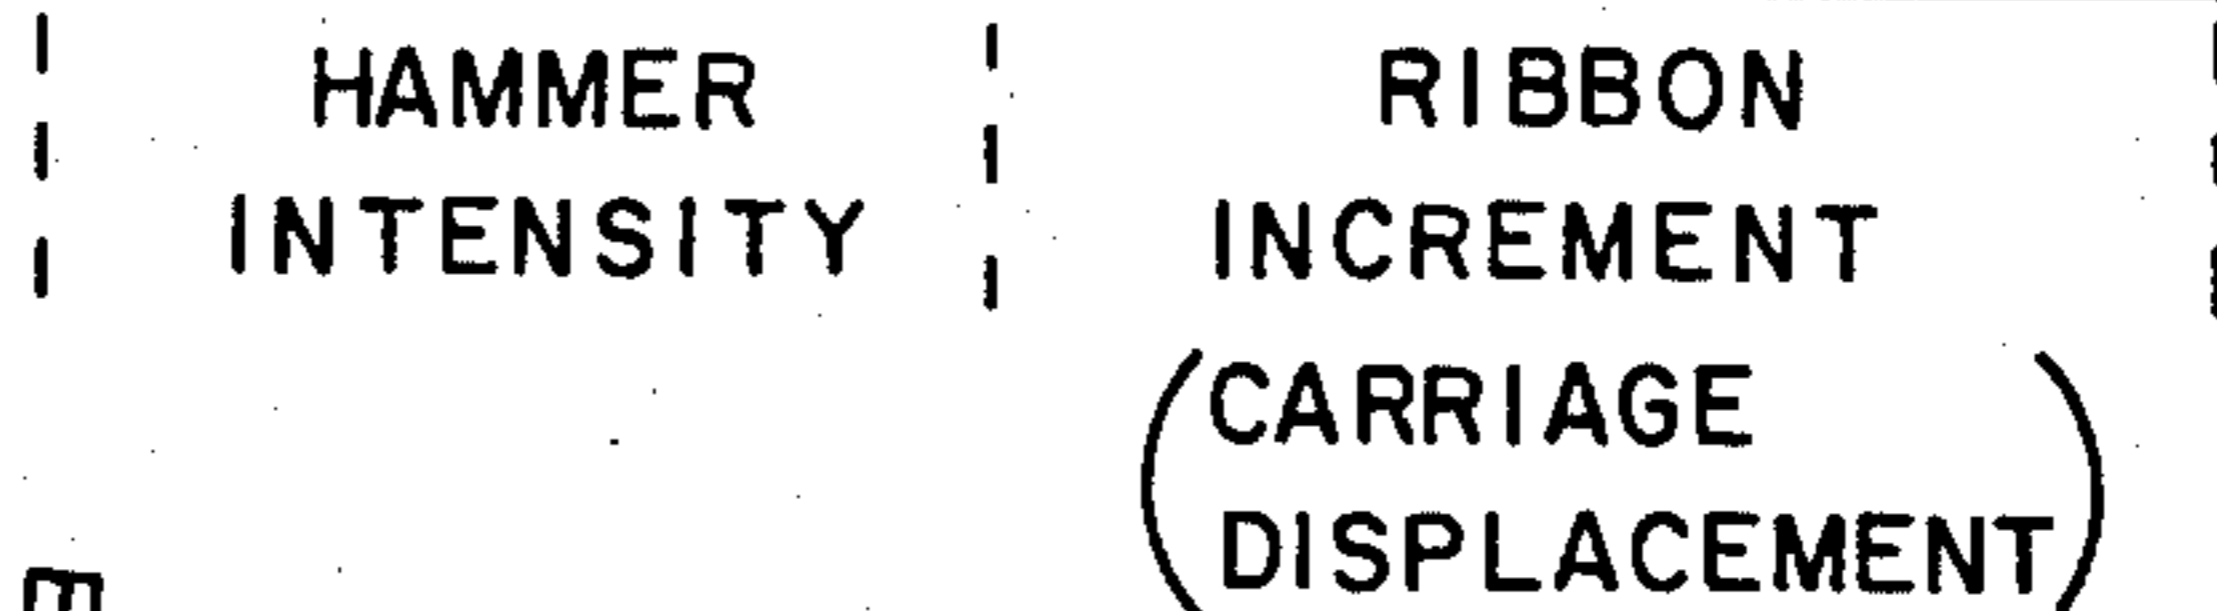 HAMMER
INTENSITY
RIBBON
INCREMENT
(CARRIAGE
DISPLACEMENT)